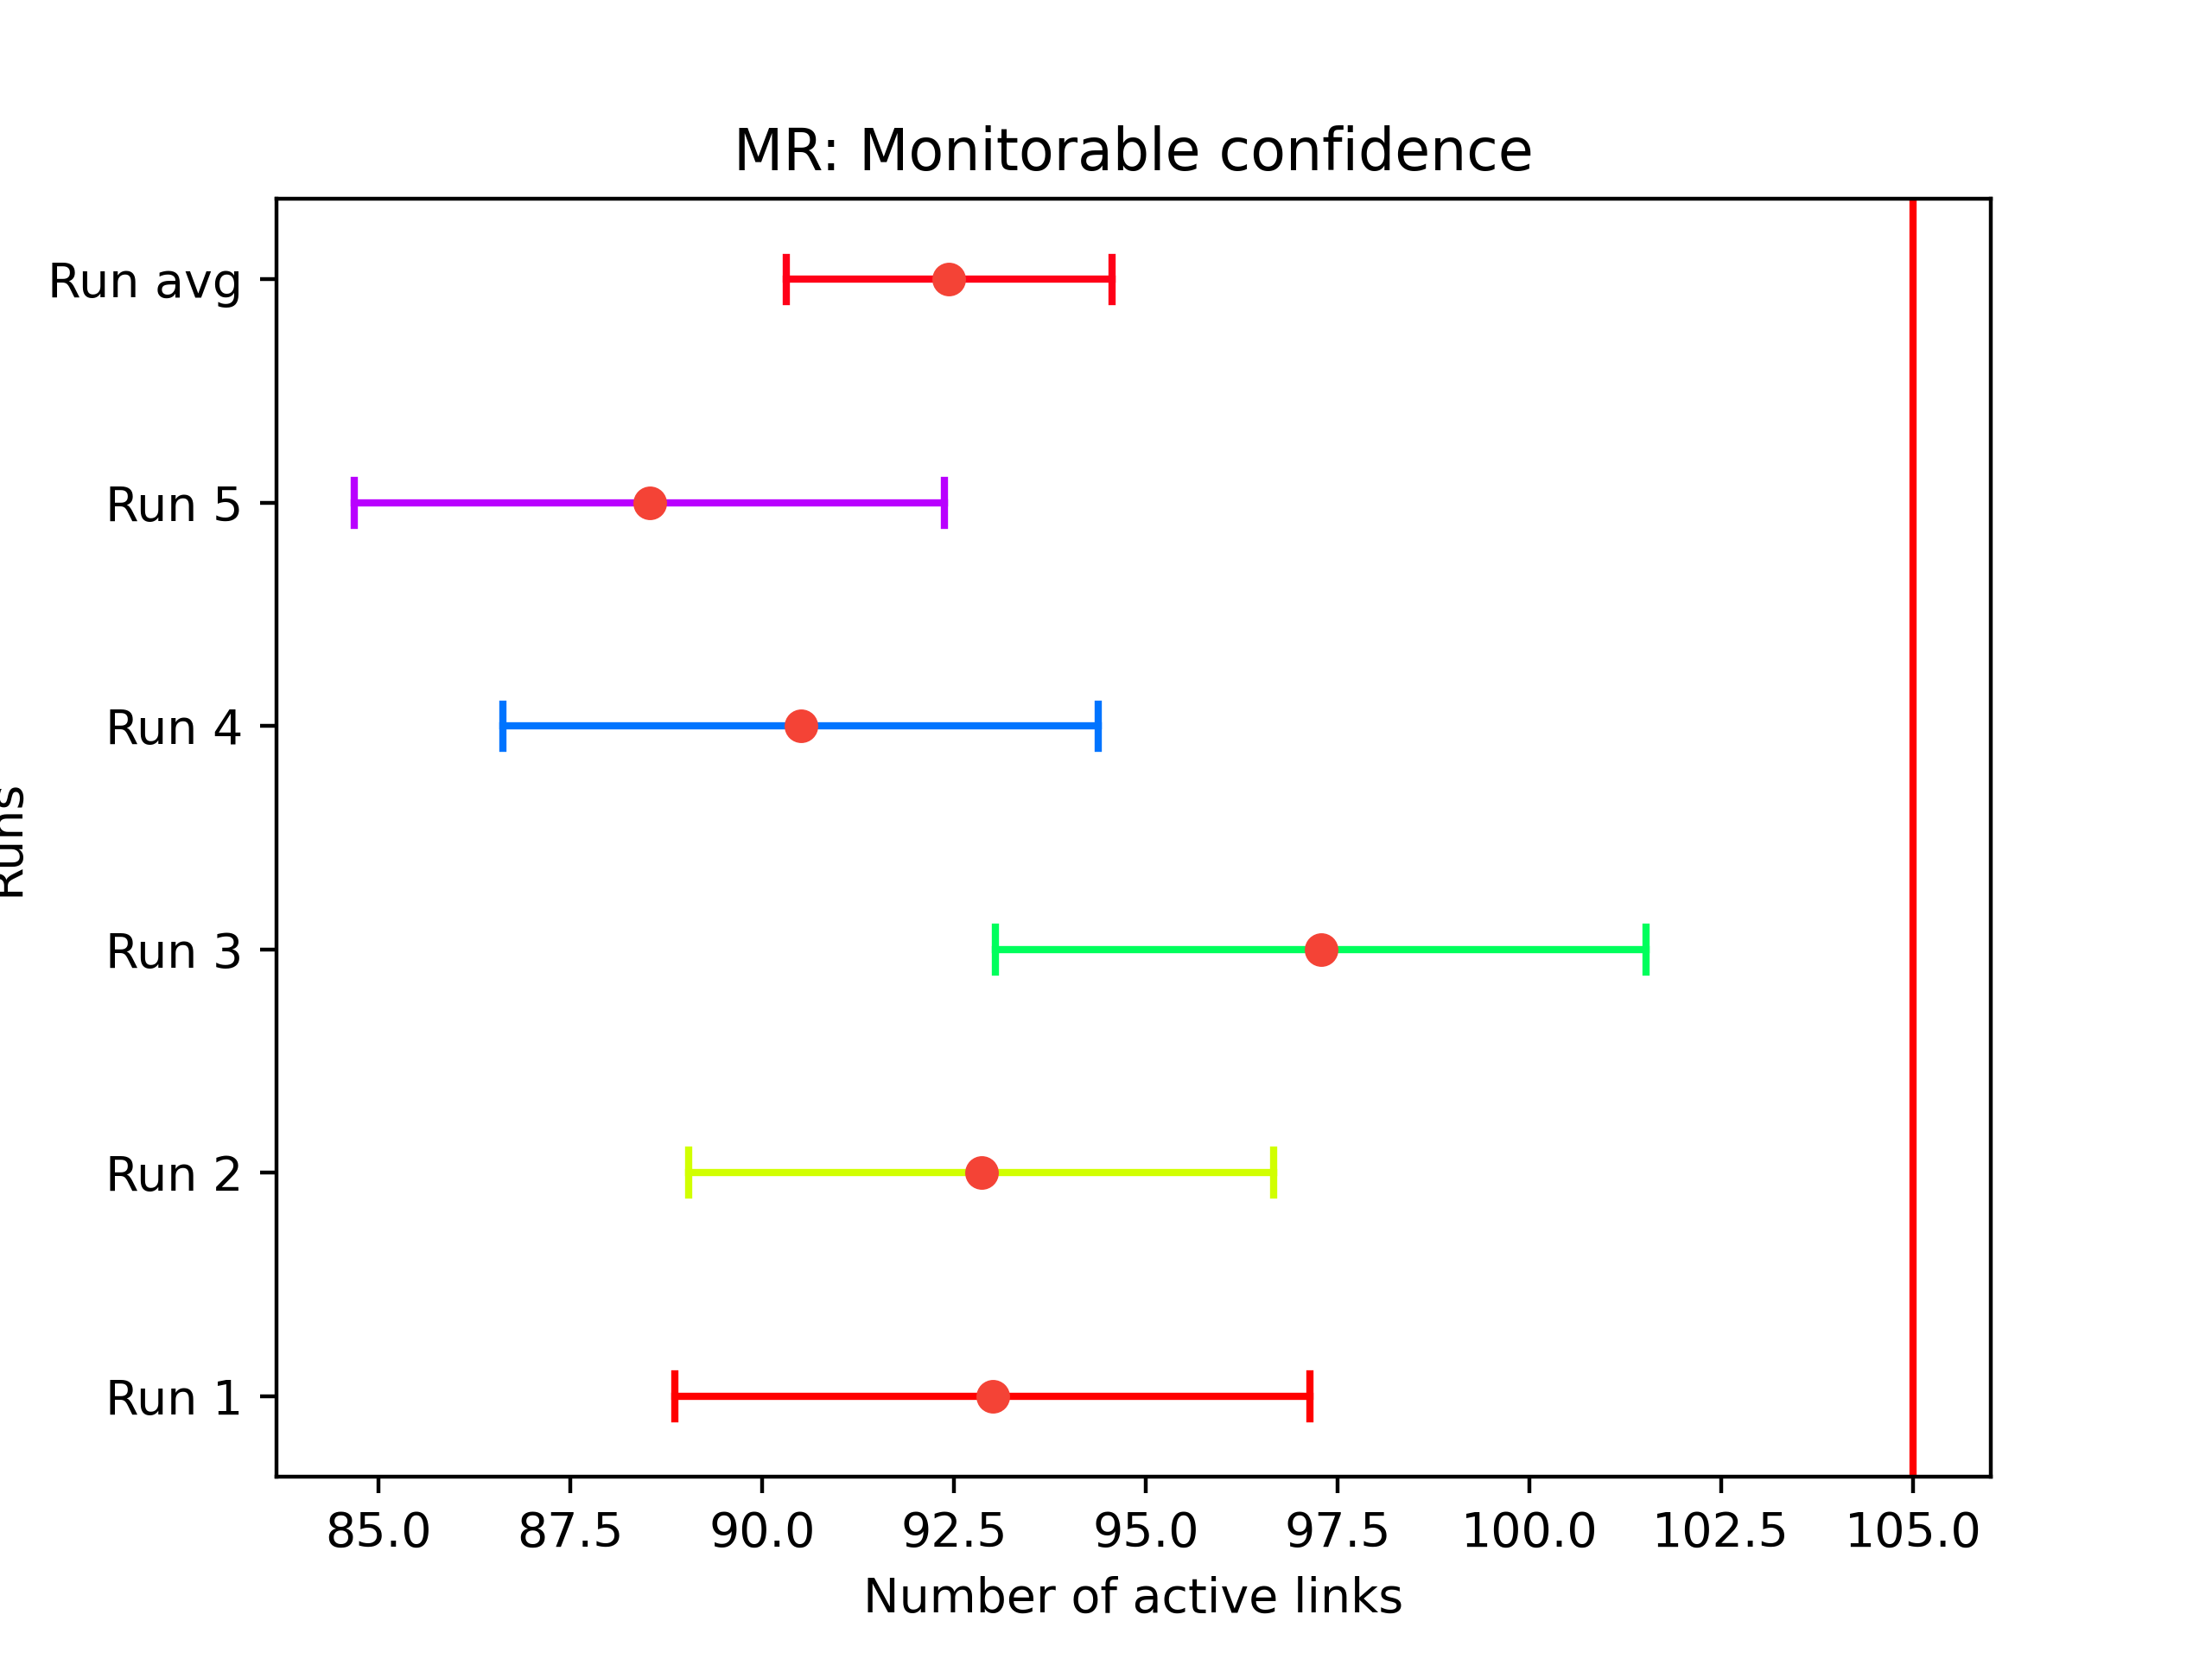 MR: Monitorable confidence
Run avg
Run 5
Run 4
Run 3
Run 2
Run 1
Runs
85.0 87.5 90.0 92.5 95.0 97.5 100.0 102.5 105.0
Number of active links